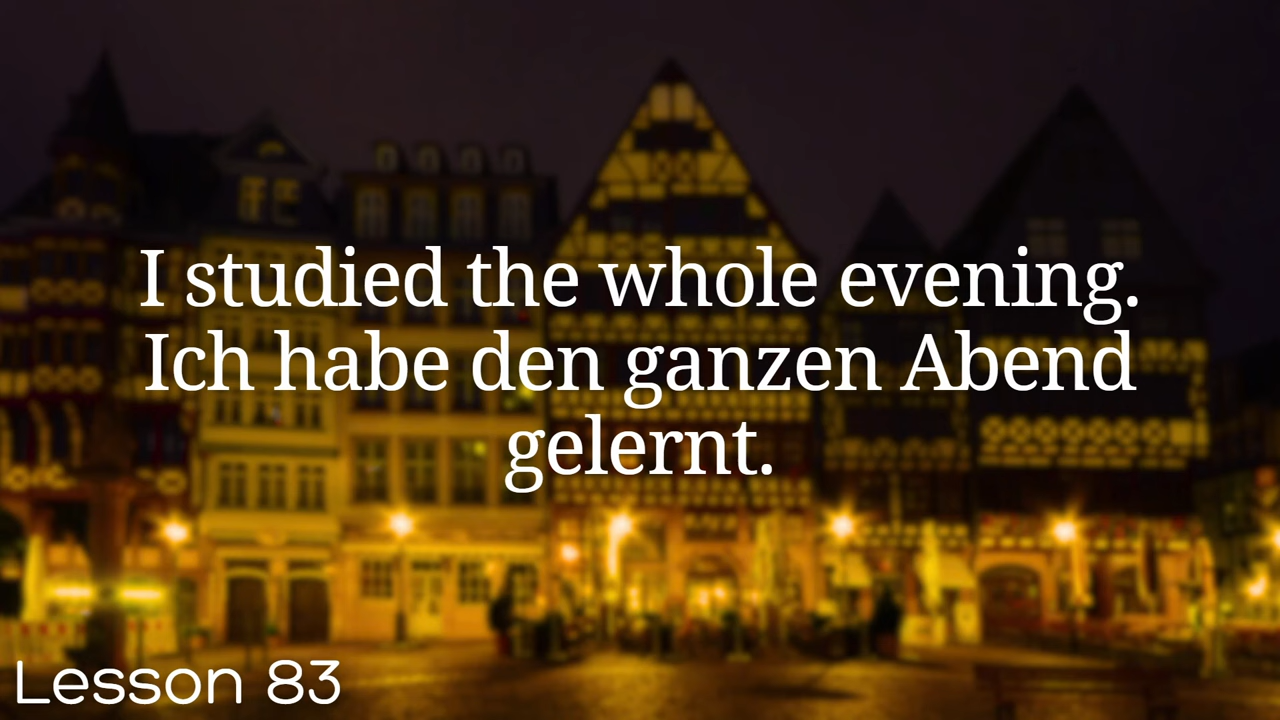 I studied the whole evening.
Ich habe den ganzen Abend
gelernt.
Lesson 83